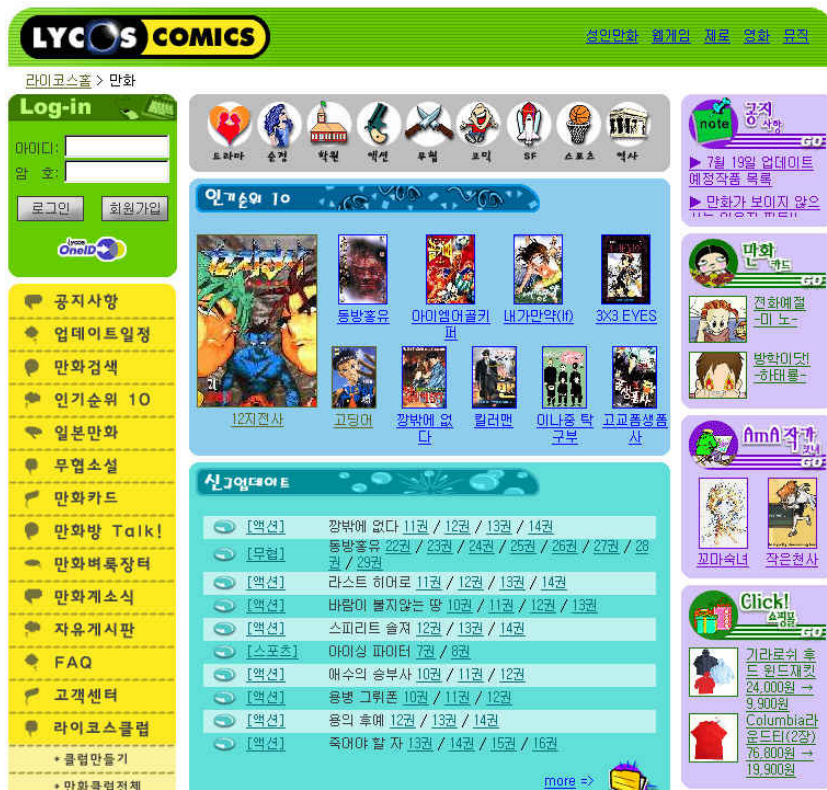 LYCOS COMICS
성인만화 웹게임 제로 영화 뮤직
라이코스홈 > 만화
Log-in
아이디:
암 호:
로그인 회원가입
Lycos
OneID
공지사항
업데이트일정
만화검색
인기순위 10
일본만화
무협소설
만화카드
만화방 Talk!
만화벼룩장터
만화계소식
자유게시판
FAQ
고객센터
라이코스클럽
클럽만들기
만화클럽전체
드라마 순정 학원 액션 무협 코믹 SF 스포츠 역사
인기순위 10
동방홍유
아이엠어골키
퍼
내가만약(If)
3X3 EYES
12지전사
고딩어
깡밖에 없
다
킬러맨
이나중 탁
구부
고교폼생폼
사
신규업데이트
[액션] 깡밖에 없다 11권 / 12권 / 13권 / 14권
[무협] 동방홍유 22권 / 23권 / 24권 / 25권 / 26권 / 27권 / 28
권 / 29권
[액션] 라스트 히어로 11권 / 12권 / 13권 / 14권
[액션] 바람이 불지않는 땅 10권 / 11권 / 12권 / 13권
[액션] 스피리트 솔져 12권 / 13권 / 14권
[스포츠] 아이싱 파이터 7권 / 8권
[액션] 애수의 승부사 10권 / 11권 / 12권
[액션] 용병 그뤼폰 10권 / 11권 / 12권
[액션] 용의 후예 12권 / 13권 / 14권
[액션] 죽어야 할 자 13권 / 14권 / 15권 / 16권
more =>
note
공지
사항
GO
▶ 7월 19일 업데이트
예정작품 목록
▶ 만화가 보이지 않으
만화
카드
GO
전화예절
-미 노-
방학이닷!
-하태룡-
AmA 작가
코너
GO
꼬마숙녀 작은천사
Click!
쇼핑몰
GO
기라로쉬 후
드 윈드재킷
24,000원 →
9,900원
Columbia라
운드티(2장)
76,800원 →
19,900원